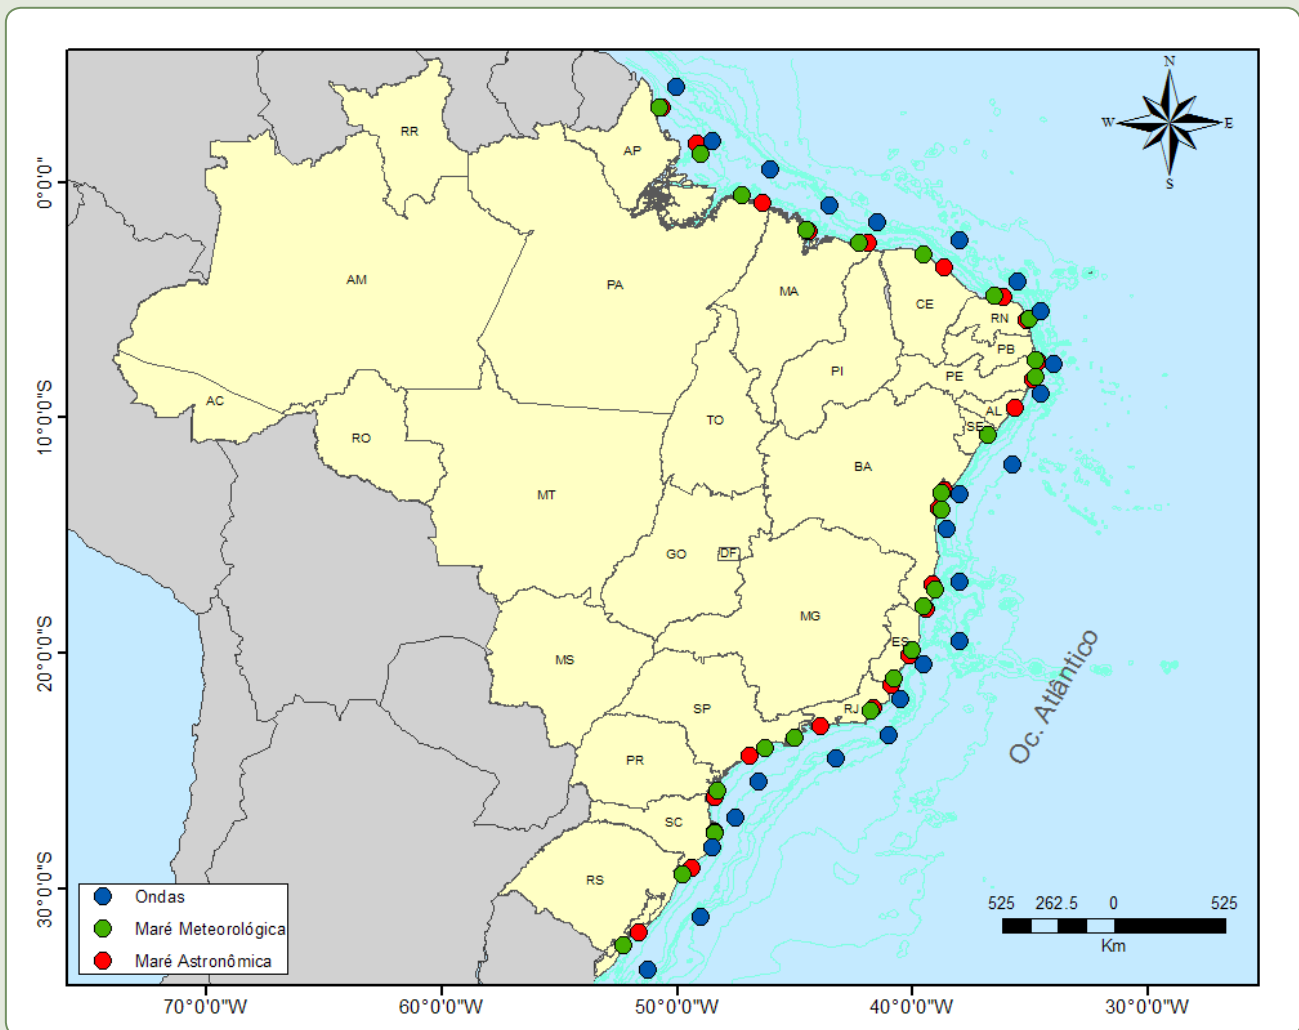 N
W
E
S
RR
AP
0°0'0"
AM
PA
MA
CE
RN
PB
PI
PE
AC
AL
10°0'0"S
TO
SE
RO
BA
MT
GO
DF
MG
ES
20°0'0"S
MS
Oc. Atlântico
SP
RJ
PR
SC
RS
30°0'0"S
Ondas
Maré Meteorológica
Maré Astronômica
525 262.5 0 525
Km
70°0'0"W 60°0'0"W 50°0'0"W 40°0'0"W 30°0'0"W